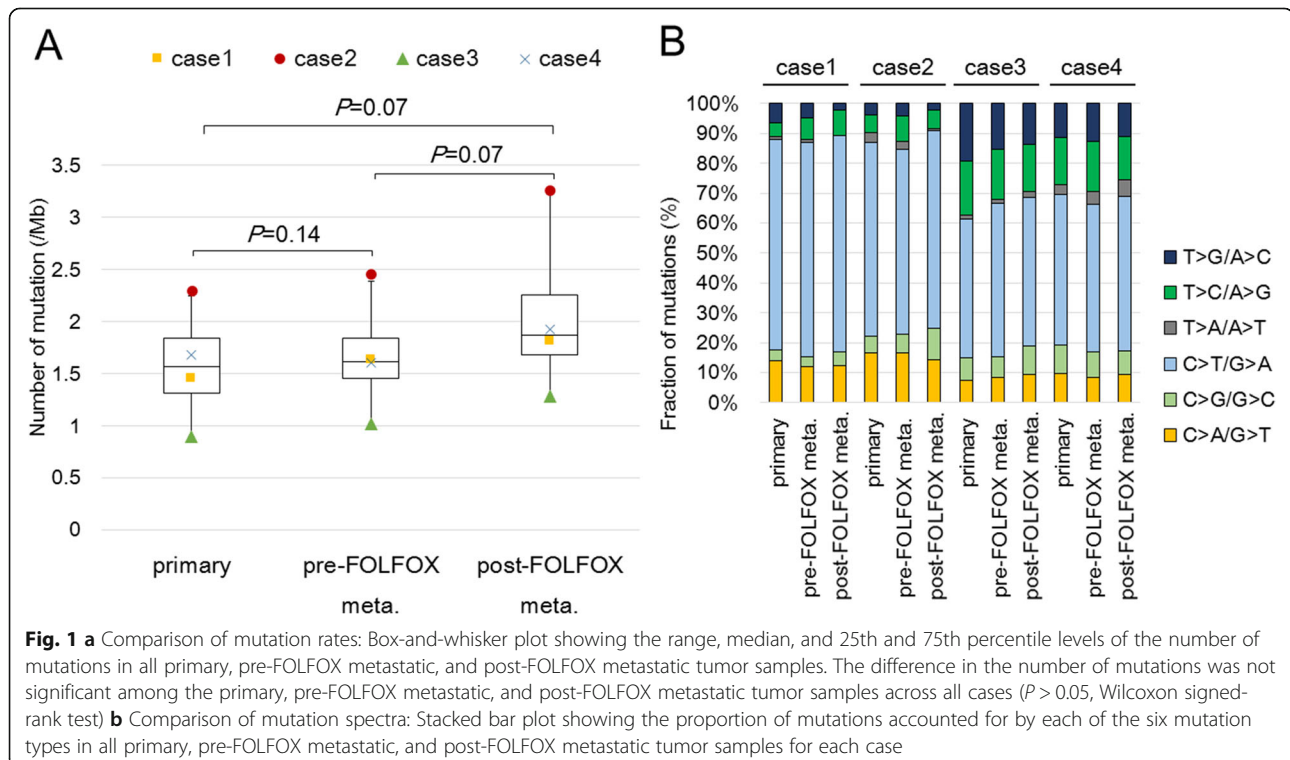 A
case1 case2 case3 case4
P=0.07
P=0.07
P=0.14
Number of mutation (/Mb)
3.5
3
2.5
2
1.5
1
0.5
0
primary
pre-FOLFOX
meta.
post-FOLFOX
meta.
B
case1 case2 case3 case4
Fraction of mutations (%)
100%
90%
80%
70%
60%
50%
40%
30%
20%
10%
0%
primary
pre-FOLFOX meta.
post-FOLFOX meta.
primary
pre-FOLFOX meta.
post-FOLFOX meta.
primary
pre-FOLFOX meta.
post-FOLFOX meta.
primary
pre-FOLFOX meta.
post-FOLFOX meta.
T>G/A>C
T>C/A>G
T>A/A>T
C>T/G>A
C>G/G>C
C>A/G>T
Fig. 1 a Comparison of mutation rates: Box-and-whisker plot showing the range, median, and 25th and 75th percentile levels of the number of
mutations in all primary, pre-FOLFOX metastatic, and post-FOLFOX metastatic tumor samples. The difference in the number of mutations was not
significant among the primary, pre-FOLFOX metastatic, and post-FOLFOX metastatic tumor samples across all cases (P > 0.05, Wilcoxon signed-
rank test) b Comparison of mutation spectra: Stacked bar plot showing the proportion of mutations accounted for by each of the six mutation
types in all primary, pre-FOLFOX metastatic, and post-FOLFOX metastatic tumor samples for each case